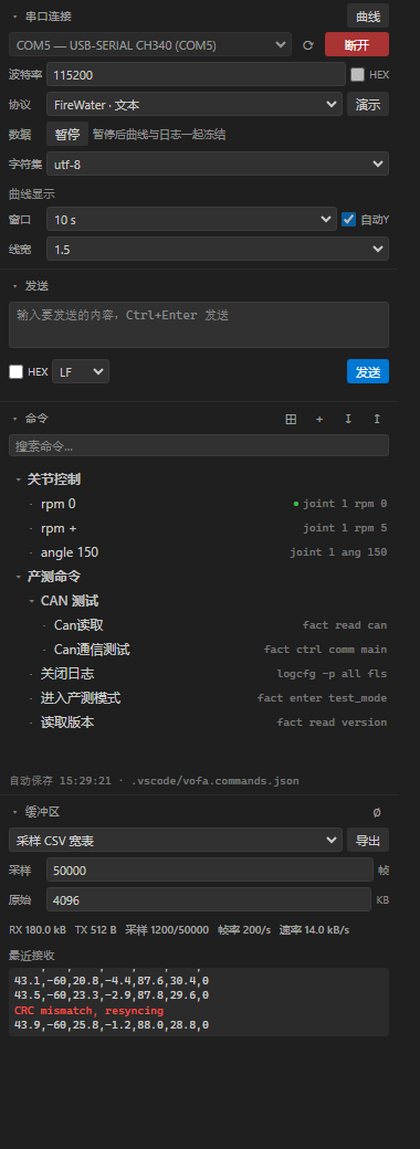 串口连接 曲线
COM5 — USB-SERIAL CH340 (COM5) 断开
波特率 115200 HEX
协议 FireWater · 文本 演示
数据 暂停 暂停后曲线与日志一起冻结
字符集 utf-8
曲线显示
窗口 10 s 自动Y
线宽 1.5
发送
输入要发送的内容，Ctrl+Enter 发送
HEX LF 发送
命令
搜索命令...
关节控制
rpm 0 joint 1 rpm 0
rpm + joint 1 rpm 5
angle 150 joint 1 ang 150
产测命令
CAN 测试
Can读取 fact read can
Can通信测试 fact ctrl comm main
关闭日志 logcfg -p all fls
进入产测模式 fact enter test_mode
读取版本 fact read version
自动保存 15:29:21 · .vscode/vofa.commands.json
缓冲区
采样 CSV 宽表 导出
采样 50000 帧
原始 4096 KB
RX 180.0 kB TX 512 B 采样 1200/50000 帧率 200/s 速率 14.0 kB/s
最近接收
43.1,-60,20.8,-4.4,87.6,30.4,0
43.5,-60,23.3,-2.9,87.8,29.6,0
CRC mismatch, resyncing
43.9,-60,25.8,-1.2,88.0,28.8,0